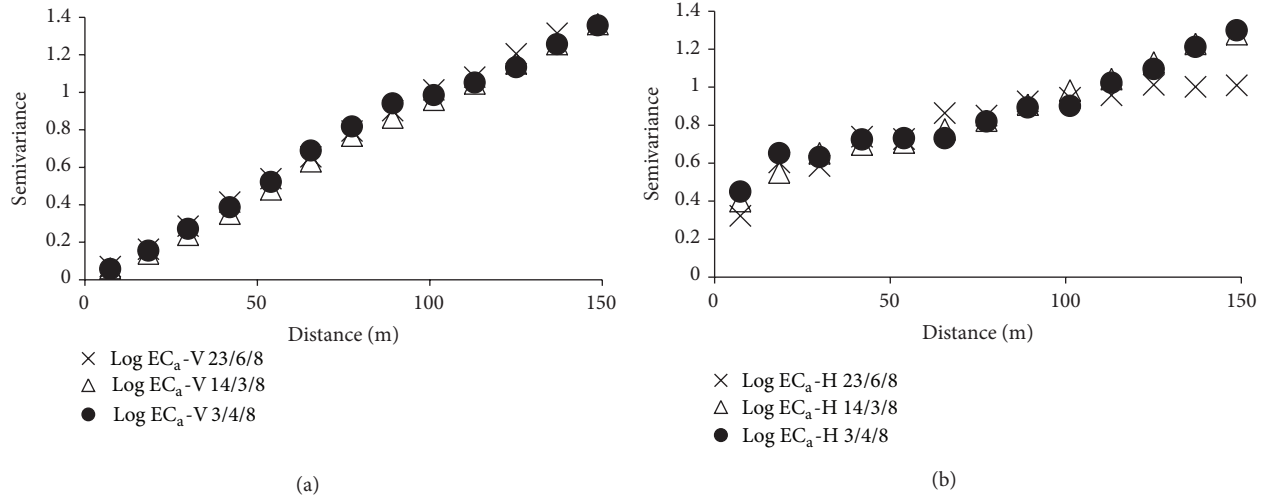 1.4
1.2
1
0.8
0.6
0.4
0.2
0
Semivariance
0 50 100 150
Distance (m)
Log ECa-V 23/6/8
Log ECa-V 14/3/8
Log ECa-V 3/4/8
(a)
1.4
1.2
1
0.8
0.6
0.4
0.2
0
Semivariance
0 50 100 150
Distance (m)
Log ECa-H 23/6/8
Log ECa-H 14/3/8
Log ECa-H 3/4/8
(b)